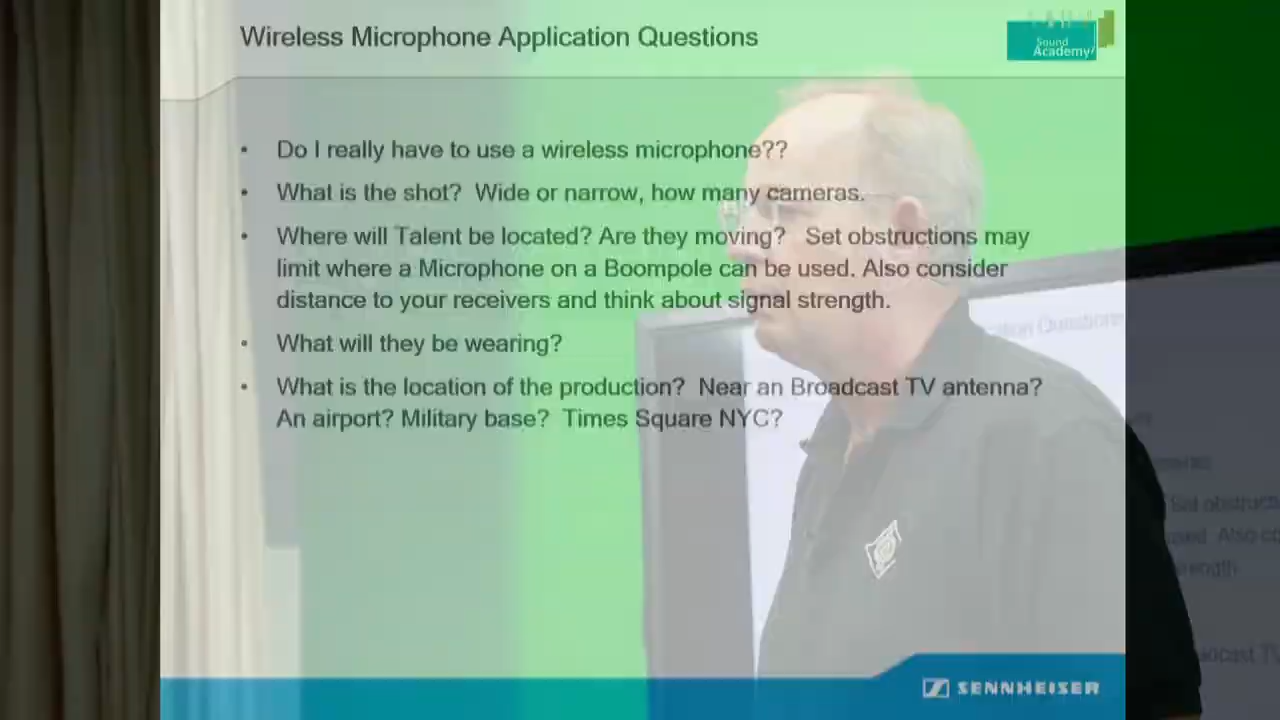 Wireless Microphone Application Questions
Sound
Academy
• Do I really have to use a wireless microphone??
• What is the shot?  Wide or narrow, how many cameras.
• Where will Talent be located? Are they moving?   Set obstructions may
limit where a Microphone on a Boompole can be used. Also consider
distance to your receivers and think about signal strength.
• What will they be wearing?
• What is the location of the production?  Near an Broadcast TV antenna?
An airport? Military base?  Times Square NYC?
SENNHEISER